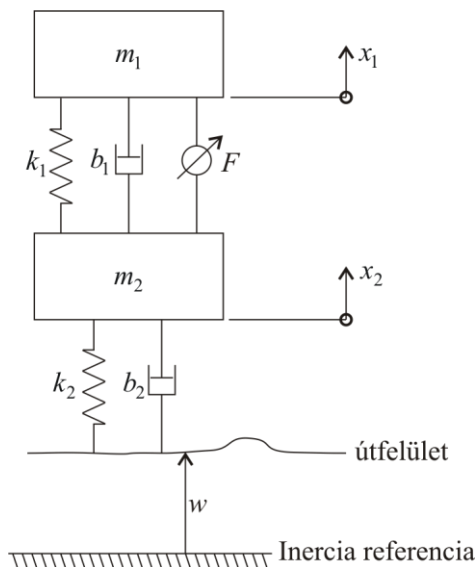 m₁
x₁
k₁
b₁
F
m₂
x₂
k₂
b₂
útfelület
w
Inercia referencia